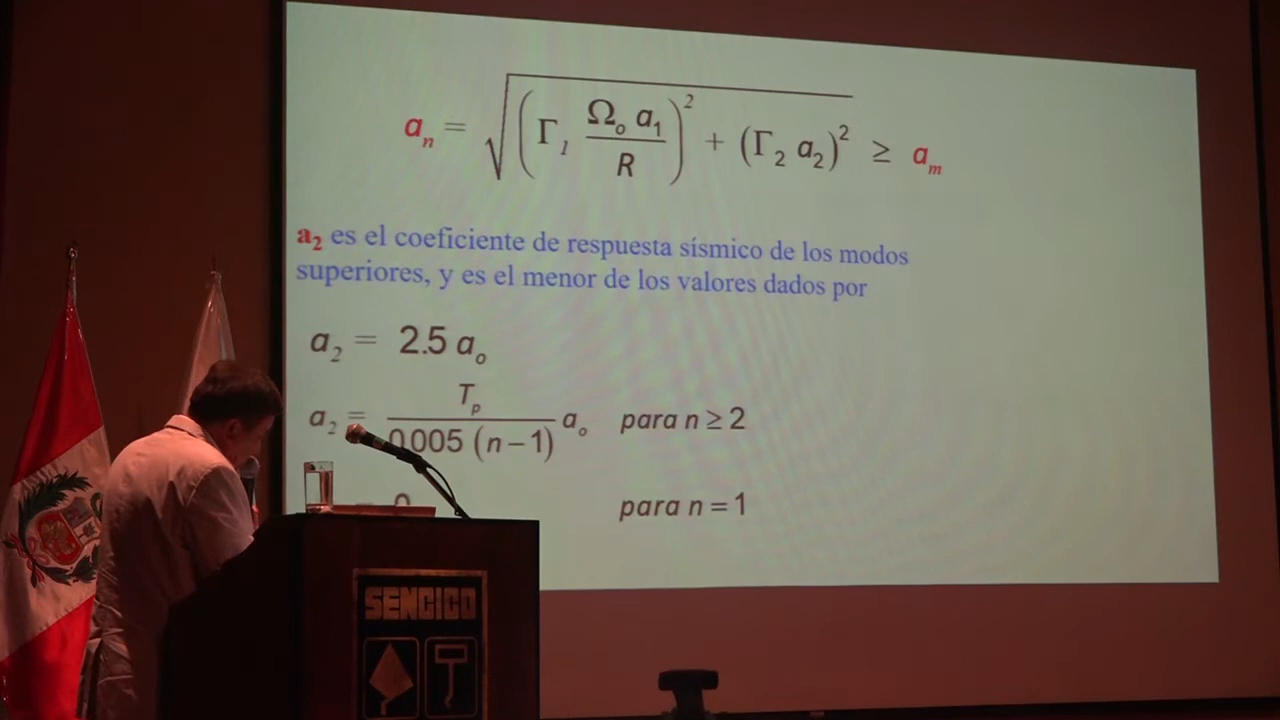 aₙ = √((Γ₁ Ωₒ a₁ / R)² + (Γ₂ a₂)²) ≥ aₘ
a₂ es el coeficiente de respuesta sísmico de los modos
superiores, y es el menor de los valores dados por
a₂ = 2.5 aₒ
a₂ = Tₚ / 0.005 (n – 1) aₒ para n ≥ 2
= 0 para n = 1
SENCICO